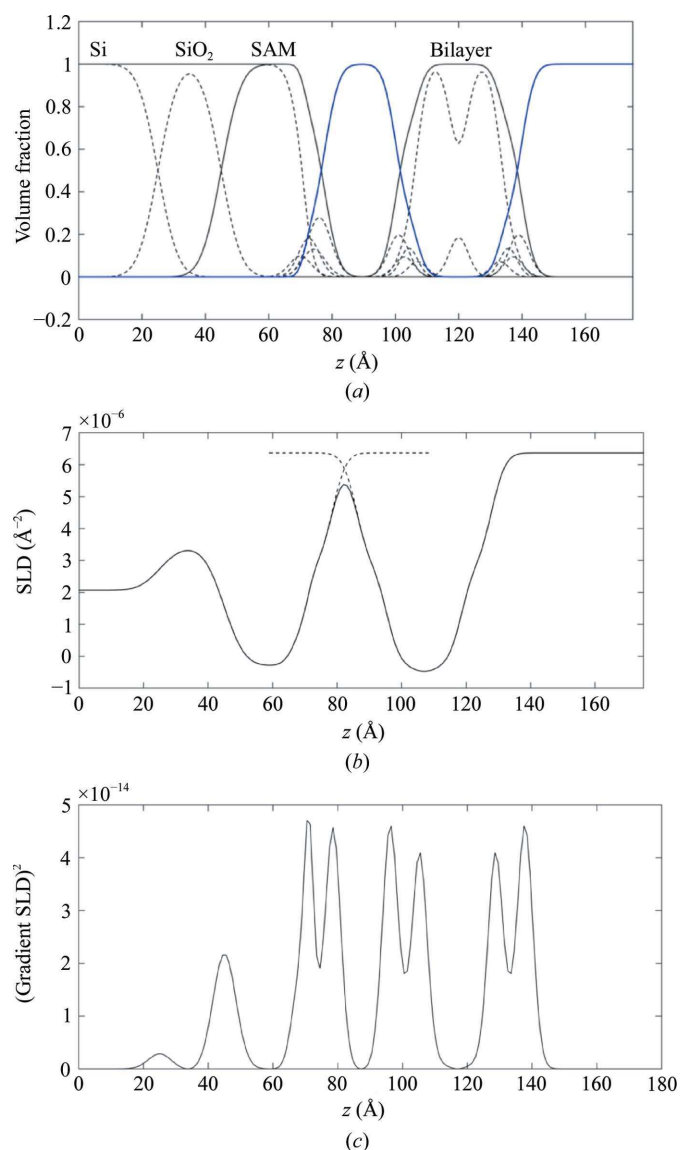 1.2
Si SiO₂ SAM Bilayer
1
0.8
0.6
0.4
0.2
0
−0.2
Volume fraction
0 20 40 60 80 100 120 140 160
z (Å)
(a)
×10⁻⁶
7
6
5
4
3
2
1
0
−1
SLD (Å⁻²)
0 20 40 60 80 100 120 140 160
z (Å)
(b)
×10⁻¹⁴
5
4
3
2
1
0
(Gradient SLD)²
0 20 40 60 80 100 120 140 160 180
z (Å)
(c)